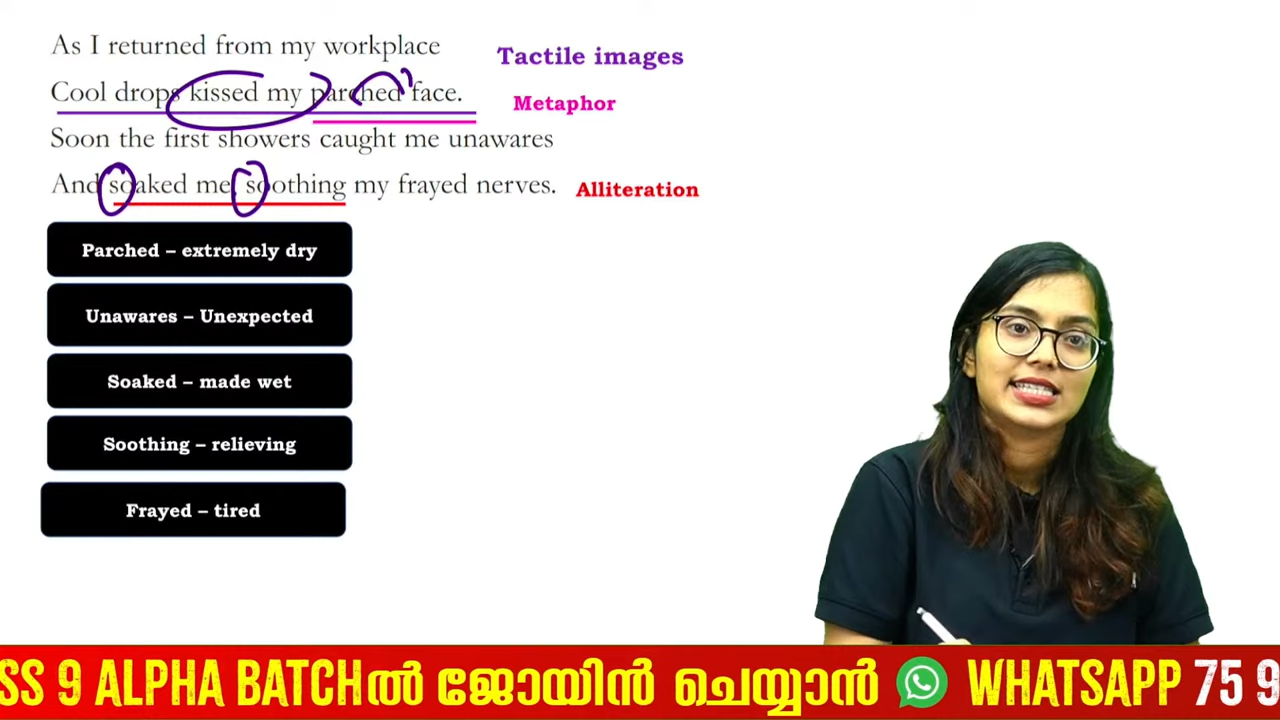 As I returned from my workplace
Tactile images
Cool drops kissed my parched face.
Metaphor
Soon the first showers caught me unawares
And soaked me, soothing my frayed nerves.
Alliteration
Parched – extremely dry
Unawares – Unexpected
Soaked – made wet
Soothing – relieving
Frayed – tired
SS 9 ALPHA BATCHൽ ജോയിൻ ചെയ്യാൻ WHATSAPP 75 9